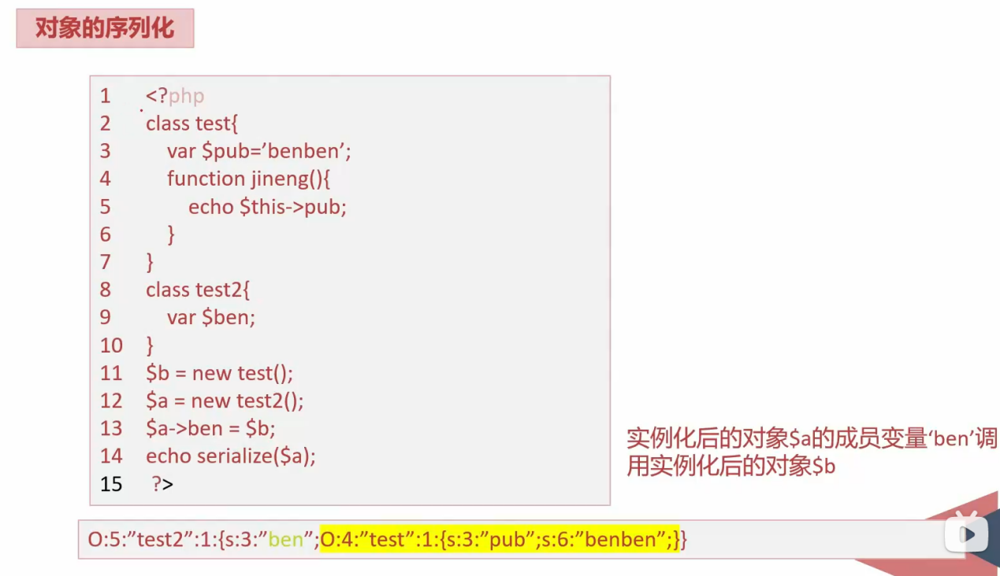 对象的序列化
1 <?php
2 class test{
3 var $pub=’benben’;
4 function jineng(){
5 echo $this->pub;
6 }
7 }
8 class test2{
9 var $ben;
10 }
11 $b = new test();
12 $a = new test2();
13 $a->ben = $b;
14 echo serialize($a);
15 ?>
实例化后的对象$a的成员变量‘ben’调
用实例化后的对象$b
O:5:”test2”:1:{s:3:”ben”;O:4:”test”:1:{s:3:”pub”;s:6:”benben”;}}